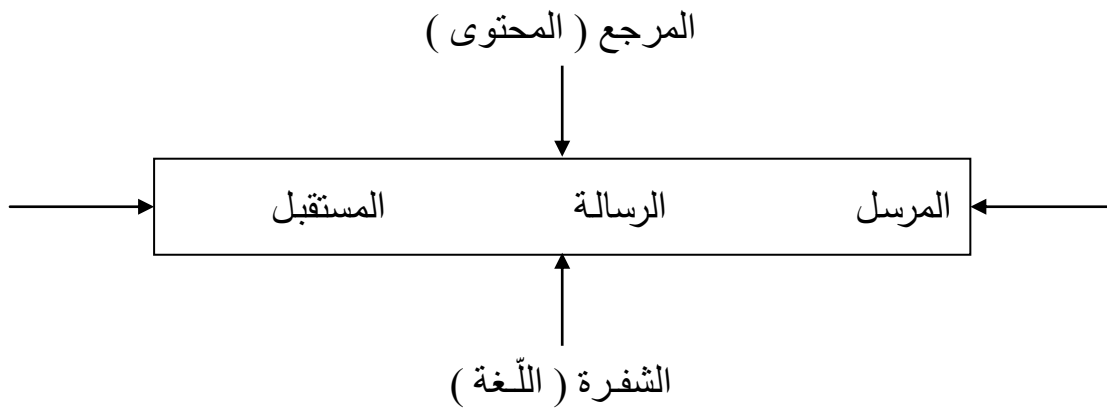 المرجع ( المحتوى )
المرسل الرسالة المستقبل
الشفرة ( اللّغة )